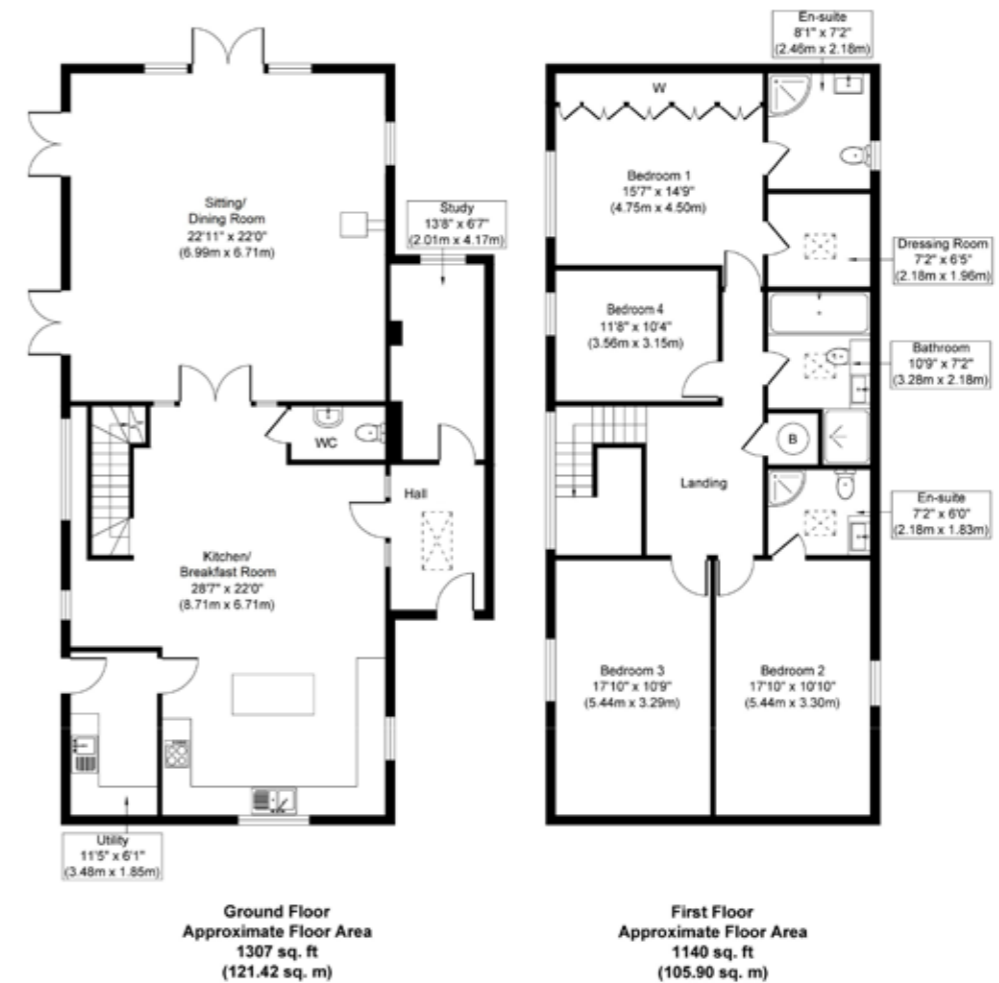 En-suite
8'1" x 7'2"
(2.46m x 2.18m)
W
Bedroom 1
15'7" x 14'9"
(4.75m x 4.50m)
Sitting/
Dining Room
22'11" x 22'0"
(6.99m x 6.71m)
Study
13'8" x 6'7"
(2.01m x 4.17m)
Dressing Room
7'2" x 6'5"
(2.18m x 1.96m)
Bedroom 4
11'8" x 10'4"
(3.56m x 3.15m)
Bathroom
10'9" x 7'2"
(3.28m x 2.18m)
WC
B
Hall
Landing
En-suite
7'2" x 6'0"
(2.18m x 1.83m)
Kitchen/
Breakfast Room
28'7" x 22'0"
(8.71m x 6.71m)
Bedroom 3
17'10" x 10'9"
(5.44m x 3.29m)
Bedroom 2
17'10" x 10'10"
(5.44m x 3.30m)
Utility
11'5" x 6'1"
(3.48m x 1.85m)
Ground Floor
Approximate Floor Area
1307 sq. ft
(121.42 sq. m)
First Floor
Approximate Floor Area
1140 sq. ft
(105.90 sq. m)